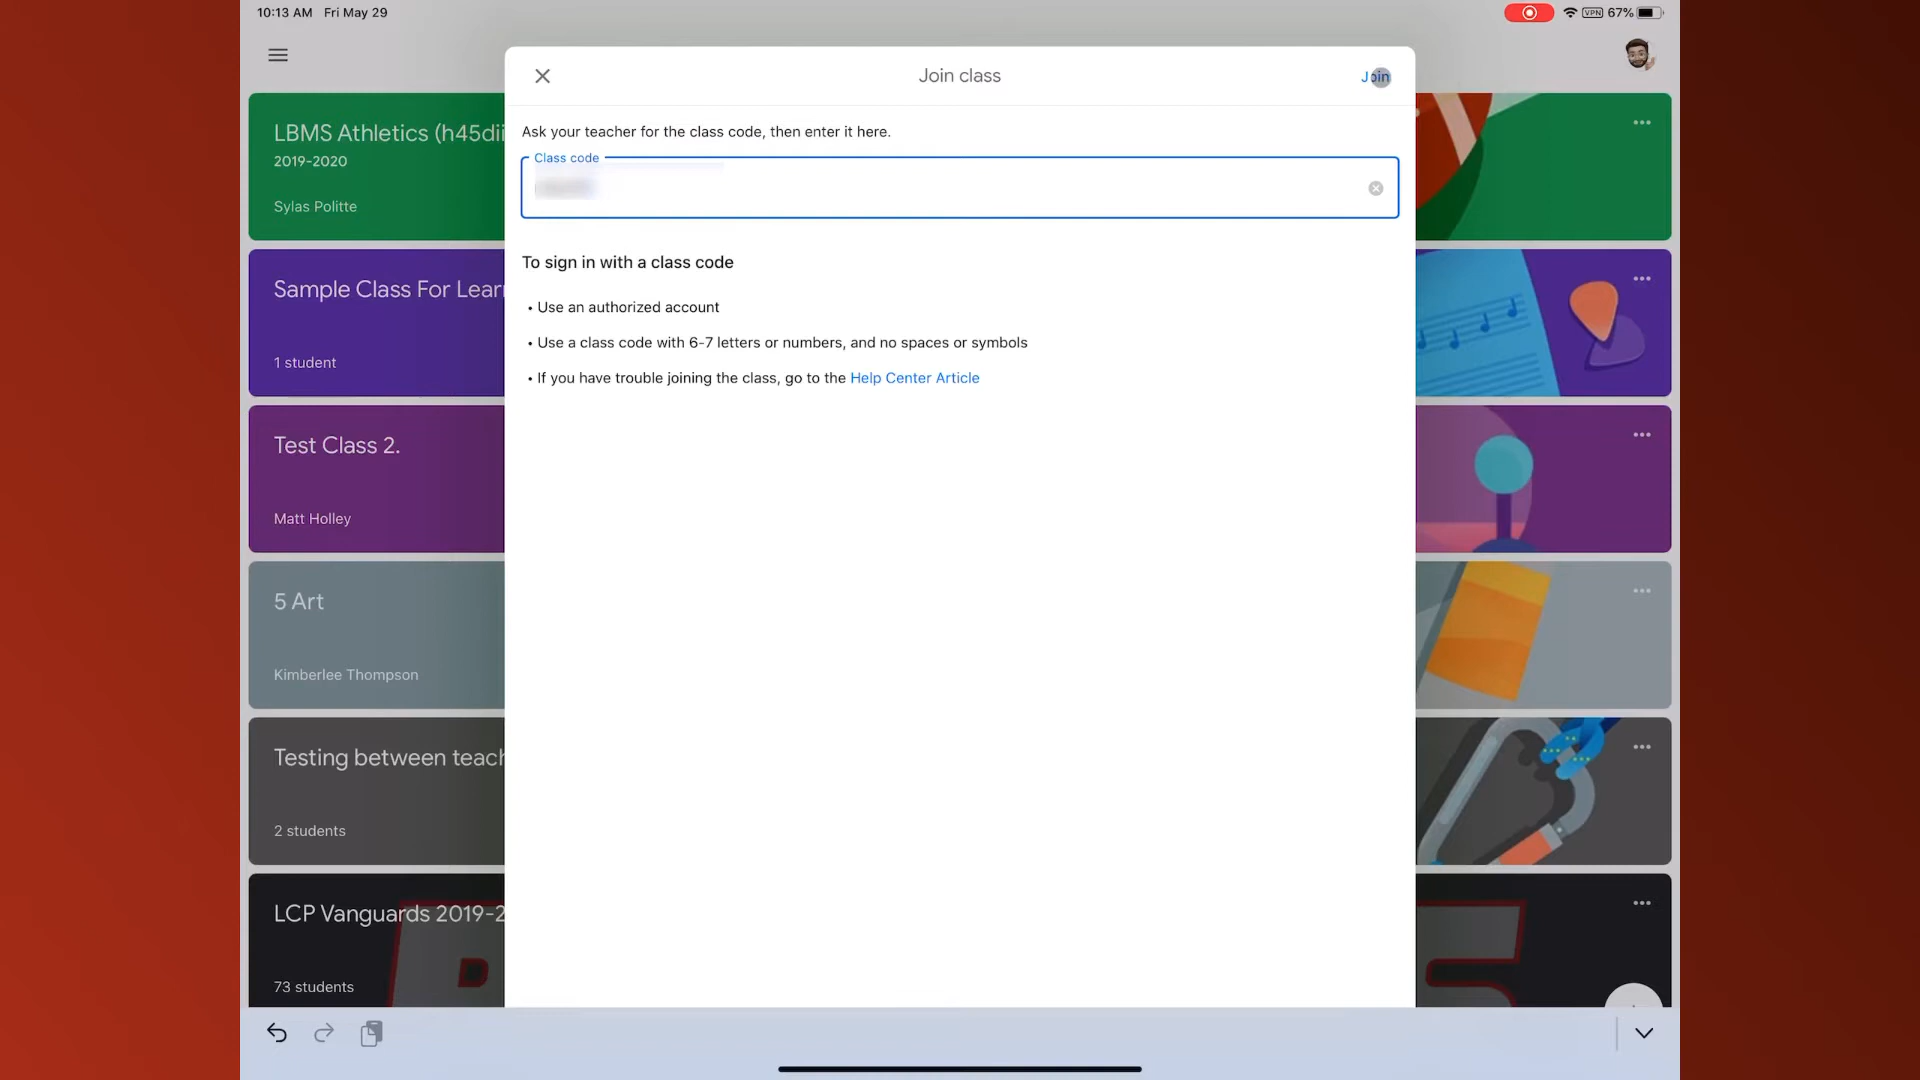 10:13 AM Fri May 29
VPN 67%
Join class
Join
LBMS Athletics (h45dii
2019-2020
Sylas Politte
Ask your teacher for the class code, then enter it here.
Class code
Sample Class For Lear
1 student
To sign in with a class code
• Use an authorized account
• Use a class code with 6-7 letters or numbers, and no spaces or symbols
• If you have trouble joining the class, go to the Help Center Article
Test Class 2.
Matt Holley
5 Art
Kimberlee Thompson
Testing between teach
2 students
LCP Vanguards 2019-2
73 students